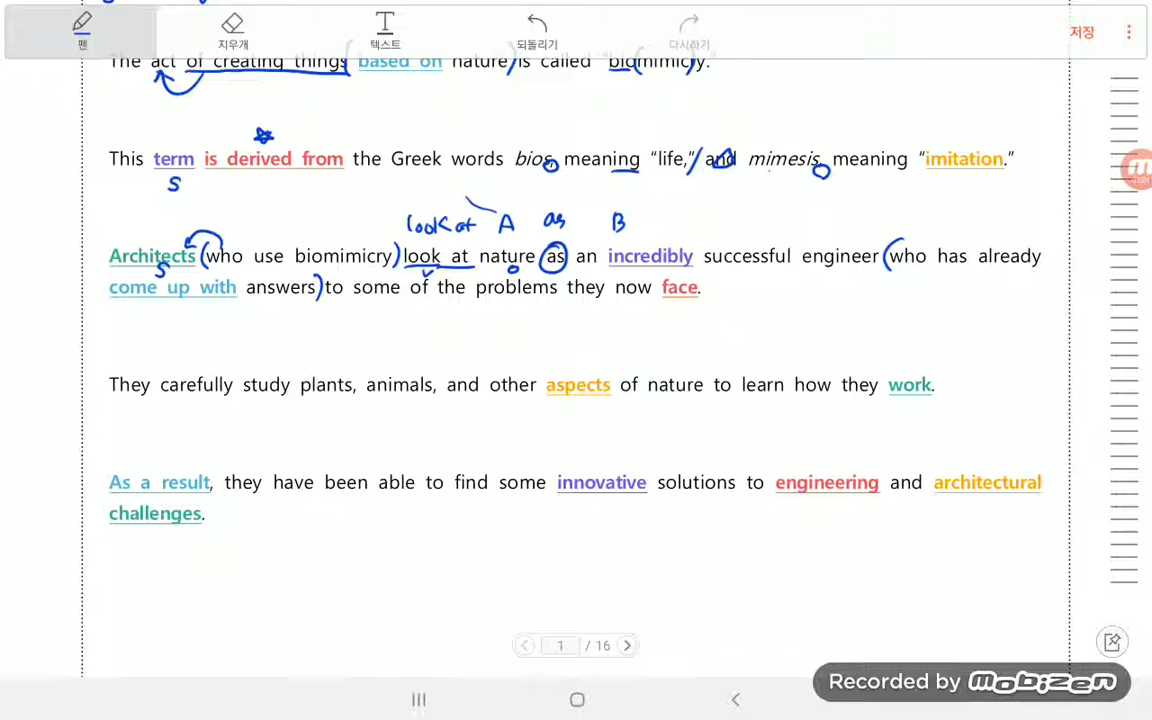 펜 지우개 텍스트 되돌리기 다시하기 저장
The act of creating things based on nature is called "biomimicry."
This term is derived from the Greek words bios, meaning "life," and mimesis, meaning "imitation."
S
look at A as B
Architects who use biomimicry look at nature as an incredibly successful engineer who has already
S v o
come up with answers to some of the problems they now face.
They carefully study plants, animals, and other aspects of nature to learn how they work.
As a result, they have been able to find some innovative solutions to engineering and architectural
challenges.
1 / 16
Recorded by mobizen